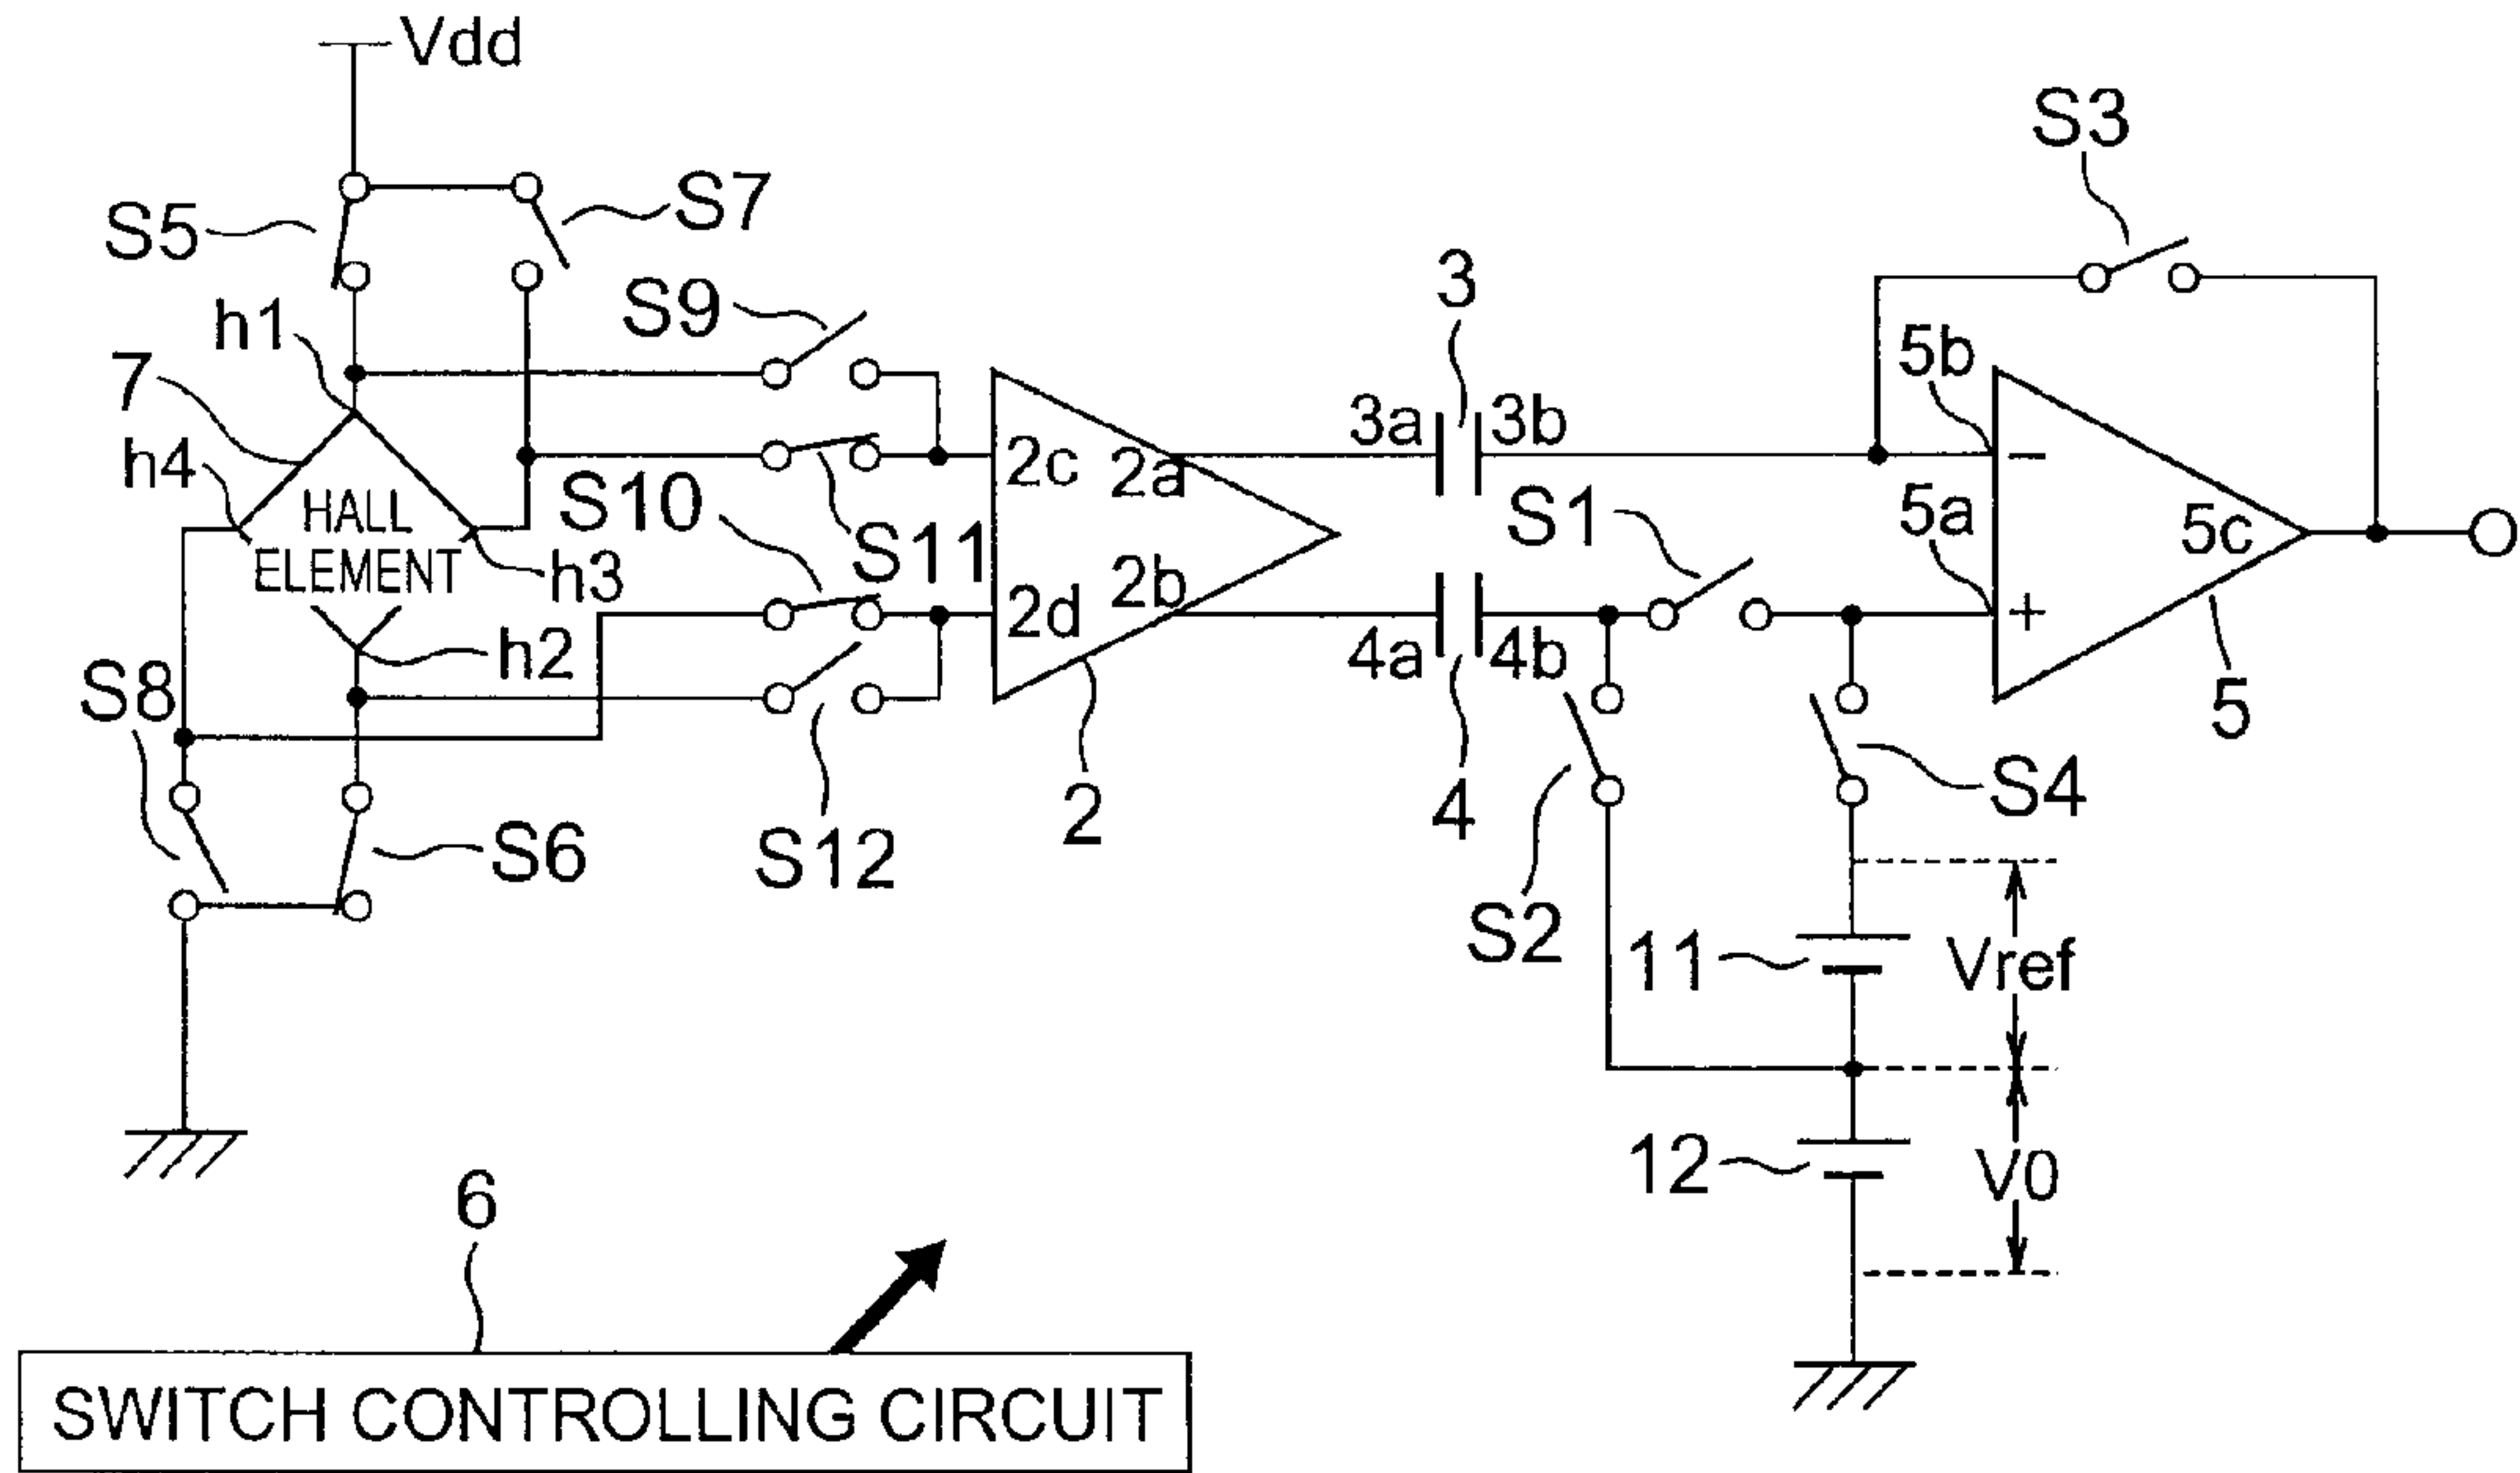 Vdd
S3
S5
S7
S9
3
h1
5b
7
3a
3b
h4
2c
2a
−
HALL
S10
S1
5a
5c
ELEMENT
S11
h3
2b
2d
+
h2
4a
4b
S8
5
S4
2
4
S12
S6
S2
11
Vref
12
V0
6
SWITCH CONTROLLING CIRCUIT